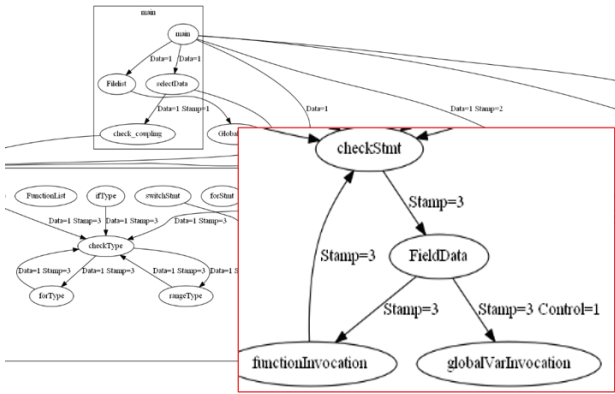 main
main
Data=1
Data=1
Filelist
selectData
Data=1 Stamp=1
Data=1
Data=1 Stamp=2
check_coupling
Global
checkStmt
Stamp=3
FieldData
Stamp=3
Stamp=3
Stamp=3 Control=1
functionInvocation
globalVarInvocation
FunctionList
ifType
switchStmt
forStmt
Data=1 Stamp=3
Data=1 Stamp=3
Data=1 Stamp=3
checkType
Data=1 Stamp=3
Data=1 Stamp=3
Data=1 Stamp=3
Data=1 S
forType
rangeType